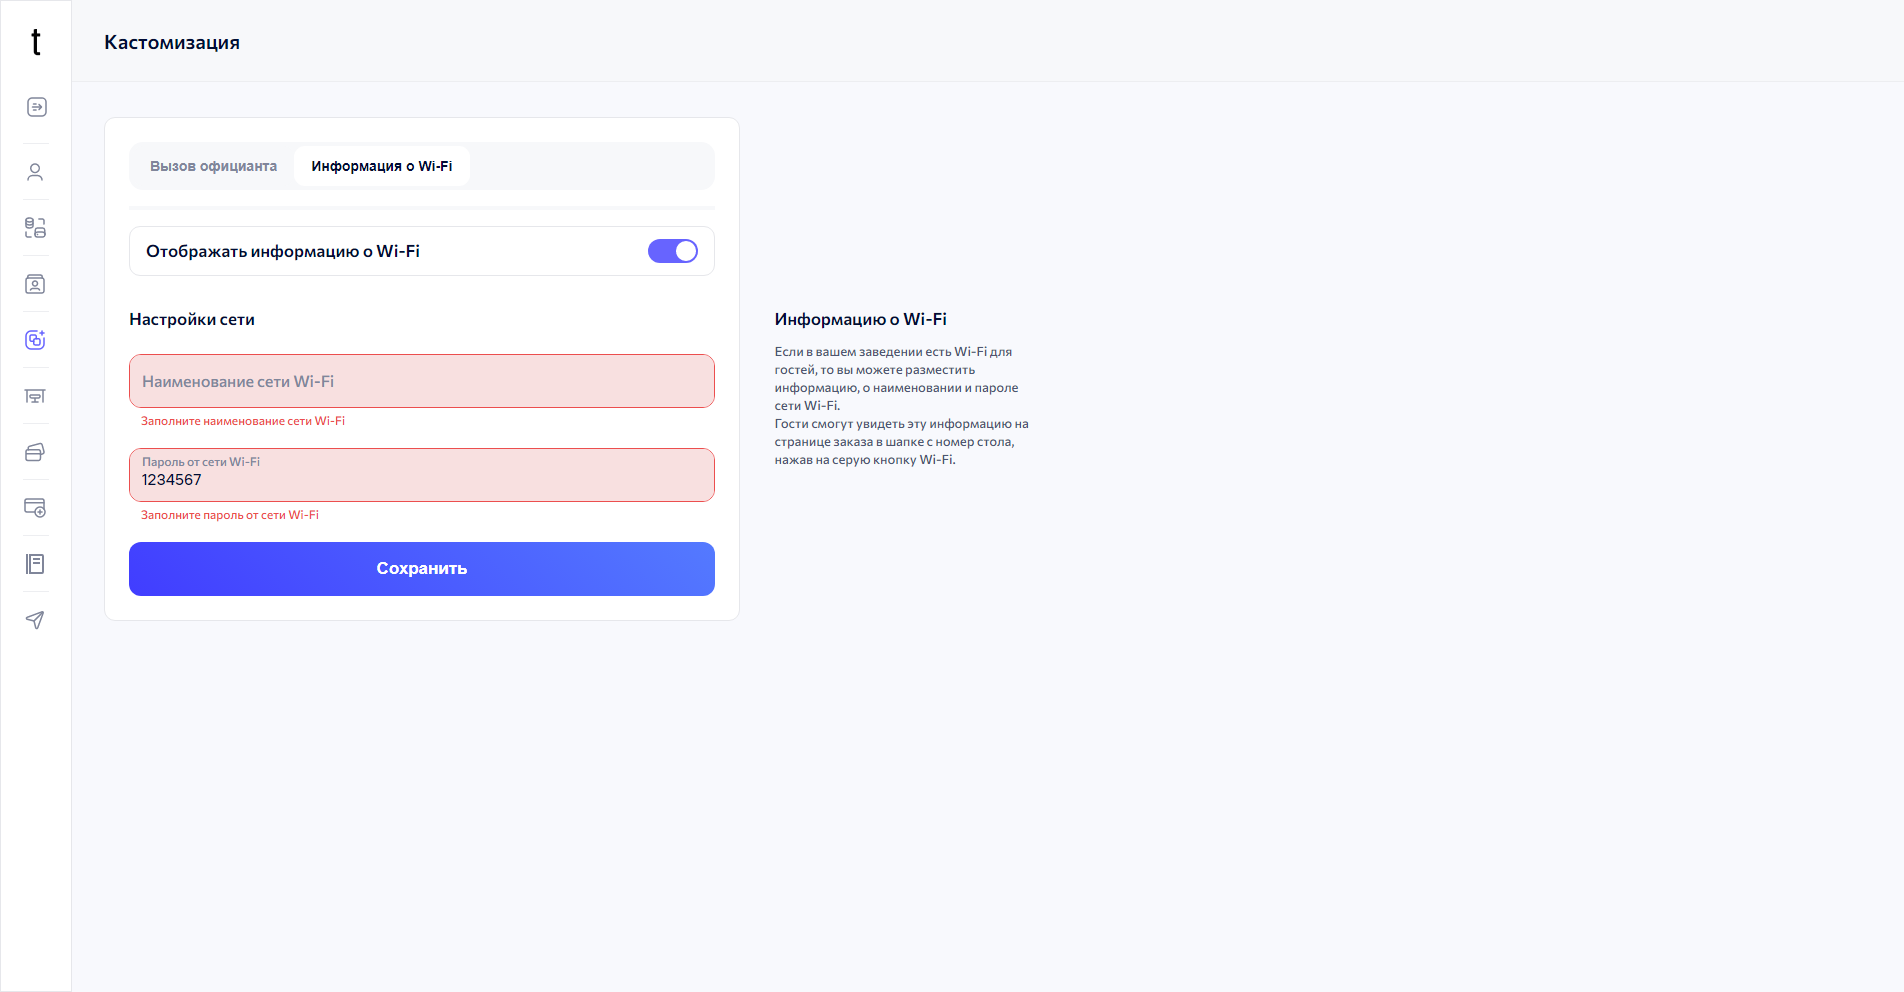 t
Кастомизация
Вызов официанта
Информация о Wi-Fi
Отображать информацию о Wi-Fi
Настройки сети
Наименование сети Wi-Fi
Заполните наименование сети Wi-Fi
Пароль от сети Wi-Fi
1234567
Заполните пароль от сети Wi-Fi
Сохранить
Информацию о Wi-Fi
Если в вашем заведении есть Wi-Fi для
гостей, то вы можете разместить
информацию, о наименовании и пароле
сети Wi-Fi.
Гости смогут увидеть эту информацию на
странице заказа в шапке с номер стола,
нажав на серую кнопку Wi-Fi.